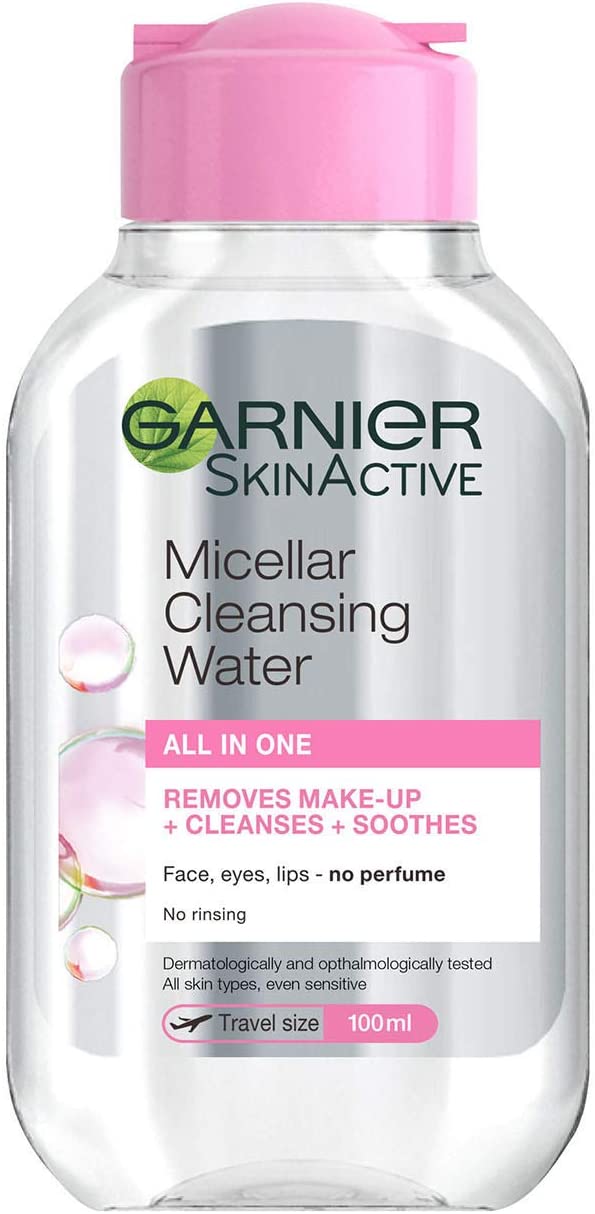 GARNIER
SKINACTIVE
Micellar
Cleansing
Water
ALL IN ONE
REMOVES MAKE-UP
+ CLEANSES + SOOTHES
Face, eyes, lips - no perfume
No rinsing
Dermatologically and opthalmologically tested
All skin types, even sensitive
Travel size 100ml